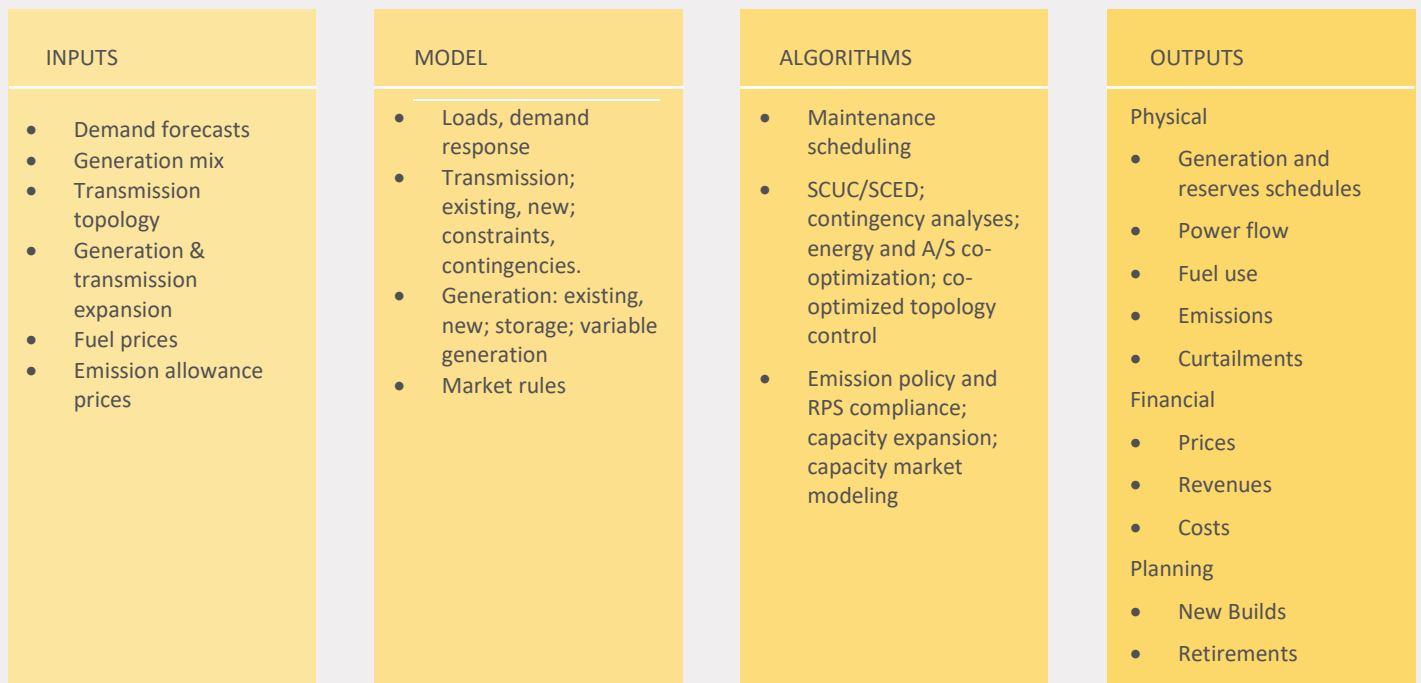 INPUTS
• Demand forecasts
• Generation mix
• Transmission
topology
• Generation &
transmission
expansion
• Fuel prices
• Emission allowance
prices
MODEL
• Loads, demand
response
• Transmission;
existing, new;
constraints,
contingencies.
• Generation: existing,
new; storage; variable
generation
• Market rules
ALGORITHMS
• Maintenance
scheduling
• SCUC/SCED;
contingency analyses;
energy and A/S co-
optimization; co-
optimized topology
control
• Emission policy and
RPS compliance;
capacity expansion;
capacity market
modeling
OUTPUTS
Physical
• Generation and
reserves schedules
• Power flow
• Fuel use
• Emissions
• Curtailments
Financial
• Prices
• Revenues
• Costs
Planning
• New Builds
• Retirements